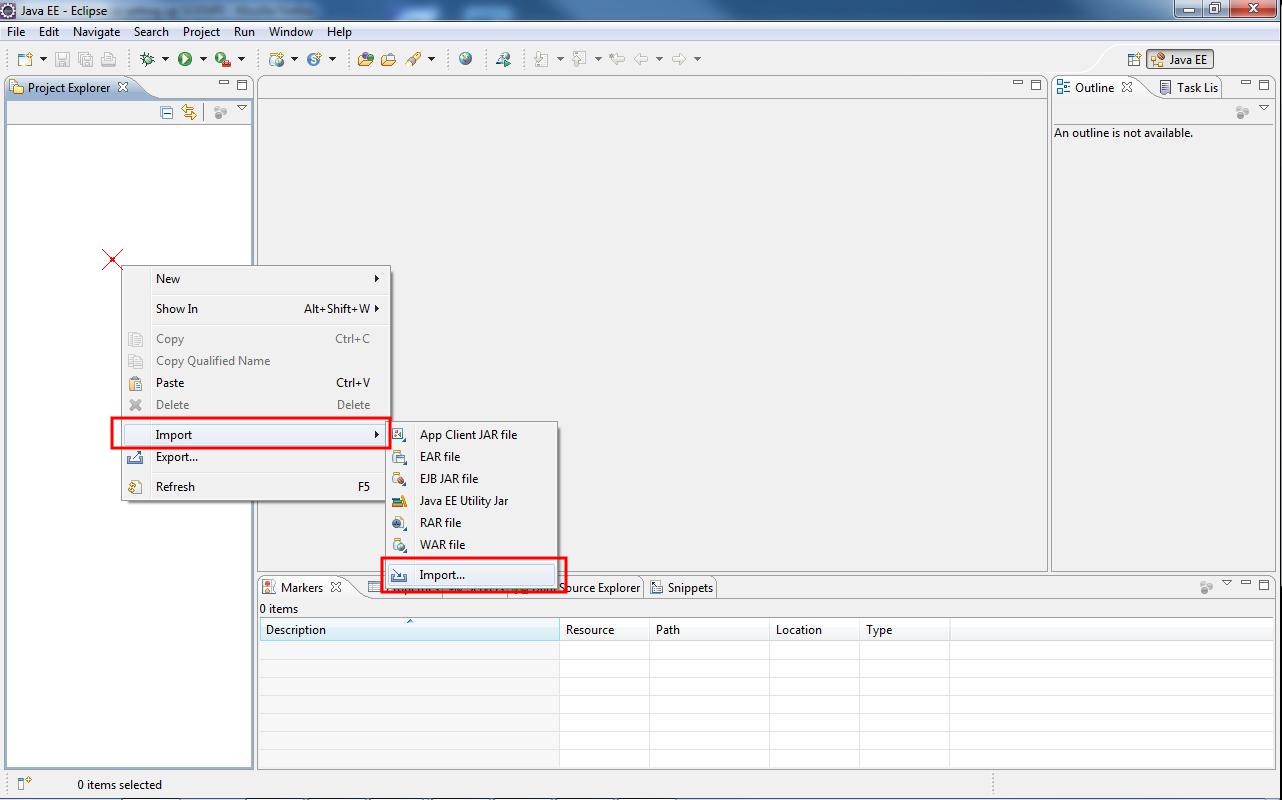 Java EE - Eclipse
File Edit Navigate Search Project Run Window Help
Java EE
Project Explorer
Outline Task Lis
An outline is not available.
New
Show In Alt+Shift+W
Copy Ctrl+C
Copy Qualified Name
Paste Ctrl+V
Delete Delete
Import
Export...
Refresh F5
App Client JAR file
EAR file
EJB JAR file
Java EE Utility Jar
RAR file
WAR file
Import...
Markers Source Explorer Snippets
0 items
Description Resource Path Location Type
0 items selected